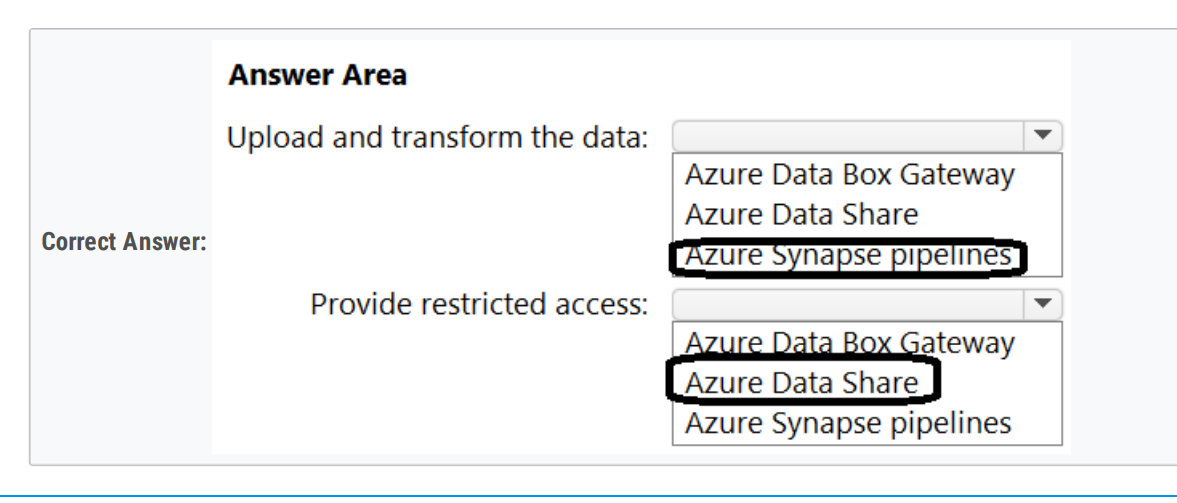 Answer Area
Upload and transform the data:
Azure Data Box Gateway
Azure Data Share
Correct Answer:
Azure Synapse pipelines
Provide restricted access:
Azure Data Box Gateway
Azure Data Share
Azure Synapse pipelines